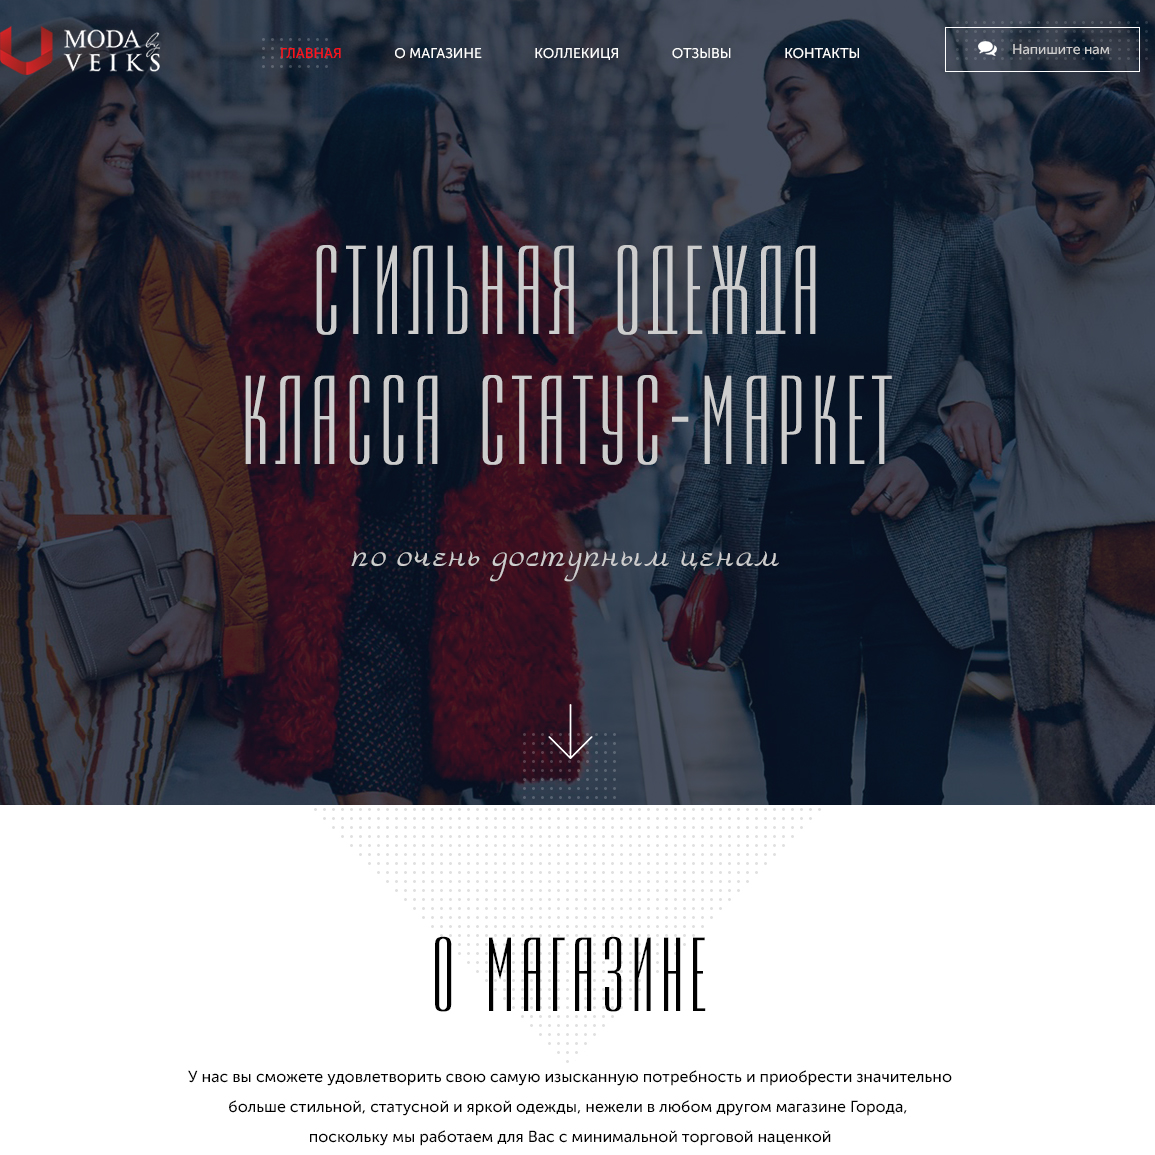 MODA by
VEIKS
ГЛАВНАЯ
О МАГАЗИНЕ
КОЛЛЕКИЦЯ
ОТЗЫВЫ
КОНТАКТЫ
Напишите нам
СТИЛЬНАЯ ОДЕЖДА
КЛАССА СТАТУС-МАРКЕТ
по очень доступным ценам
О МАГАЗИНЕ
У нас вы сможете удовлетворить свою самую изысканную потребность и приобрести значительно
больше стильной, статусной и яркой одежды, нежели в любом другом магазине Города,
поскольку мы работаем для Вас с минимальной торговой наценкой